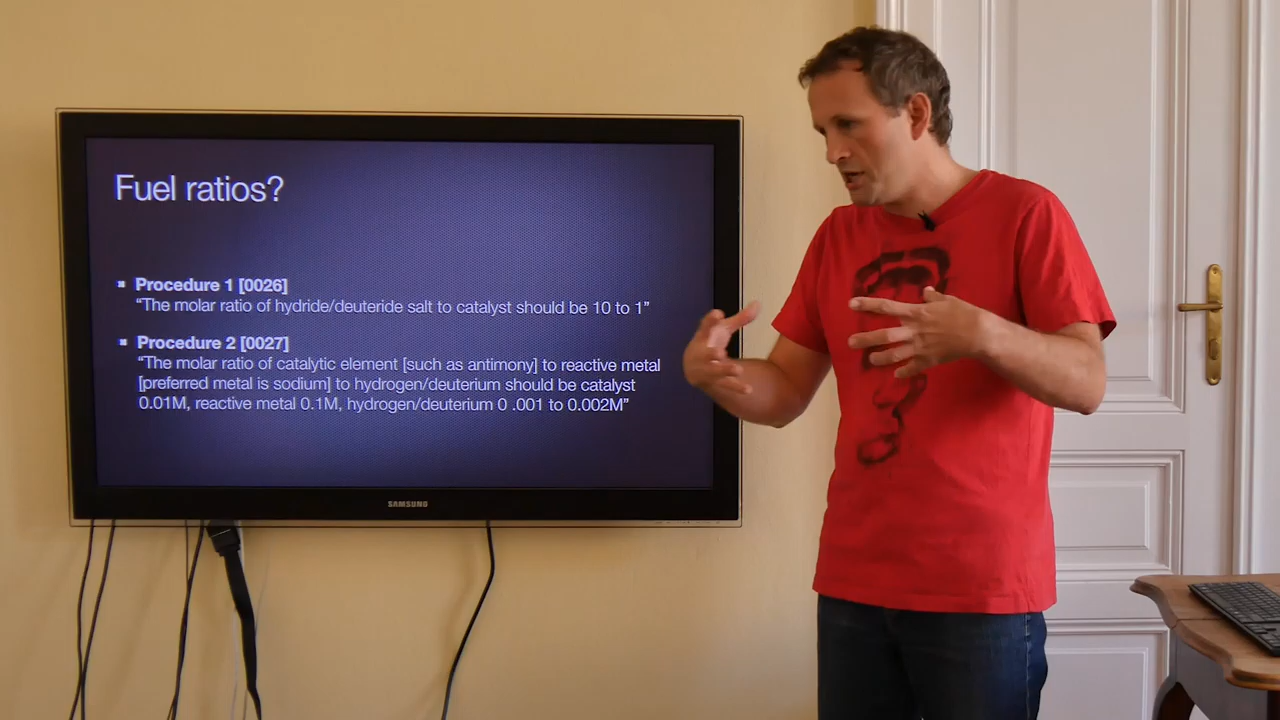 Fuel ratios?
▪ Procedure 1 [0026]
“The molar ratio of hydride/deuteride salt to catalyst should be 10 to 1”
▪ Procedure 2 [0027]
“The molar ratio of catalytic element [such as antimony] to reactive metal
[preferred metal is sodium] to hydrogen/deuterium should be catalyst
0.01M, reactive metal 0.1M, hydrogen/deuterium 0 .001 to 0.002M”
SAMSUNG